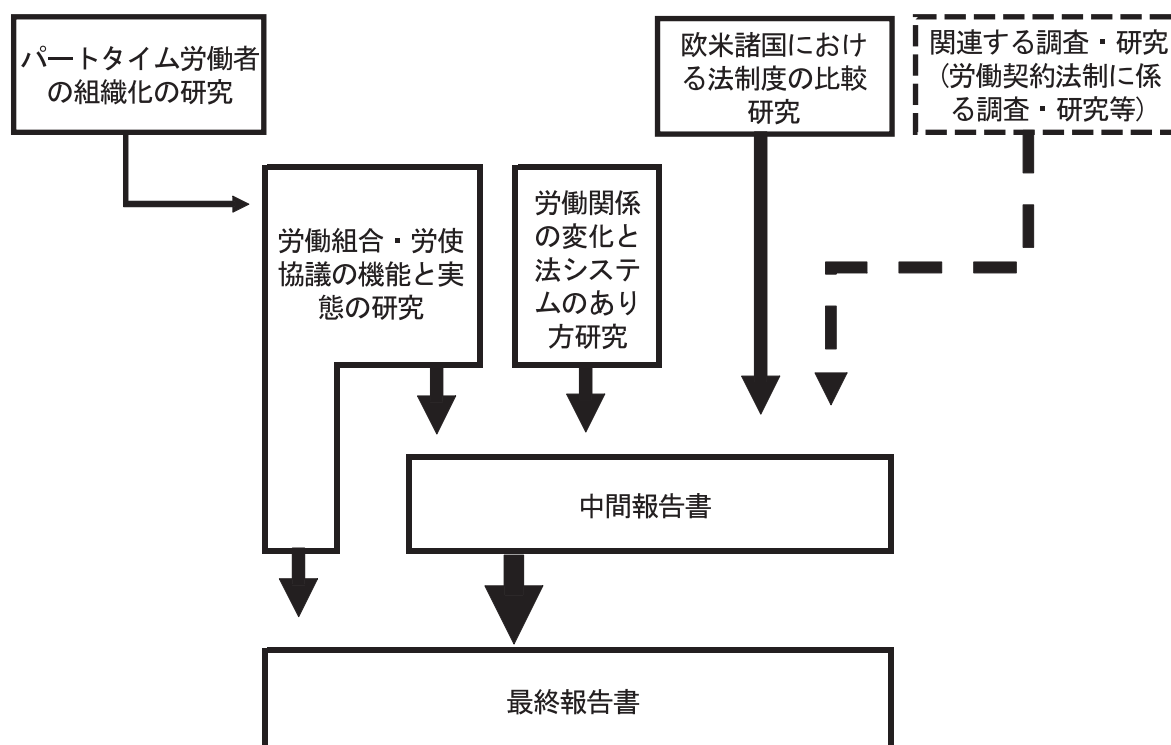 パートタイム労働者
の組織化の研究
欧米諸国におけ
る法制度の比較
研究
関連する調査・研究
(労働契約法制に係
る調査・研究等)
労働組合・労使
協議の機能と実
態の研究
労働関係
の変化と
法システ
ムのあり
方研究
中間報告書
最終報告書